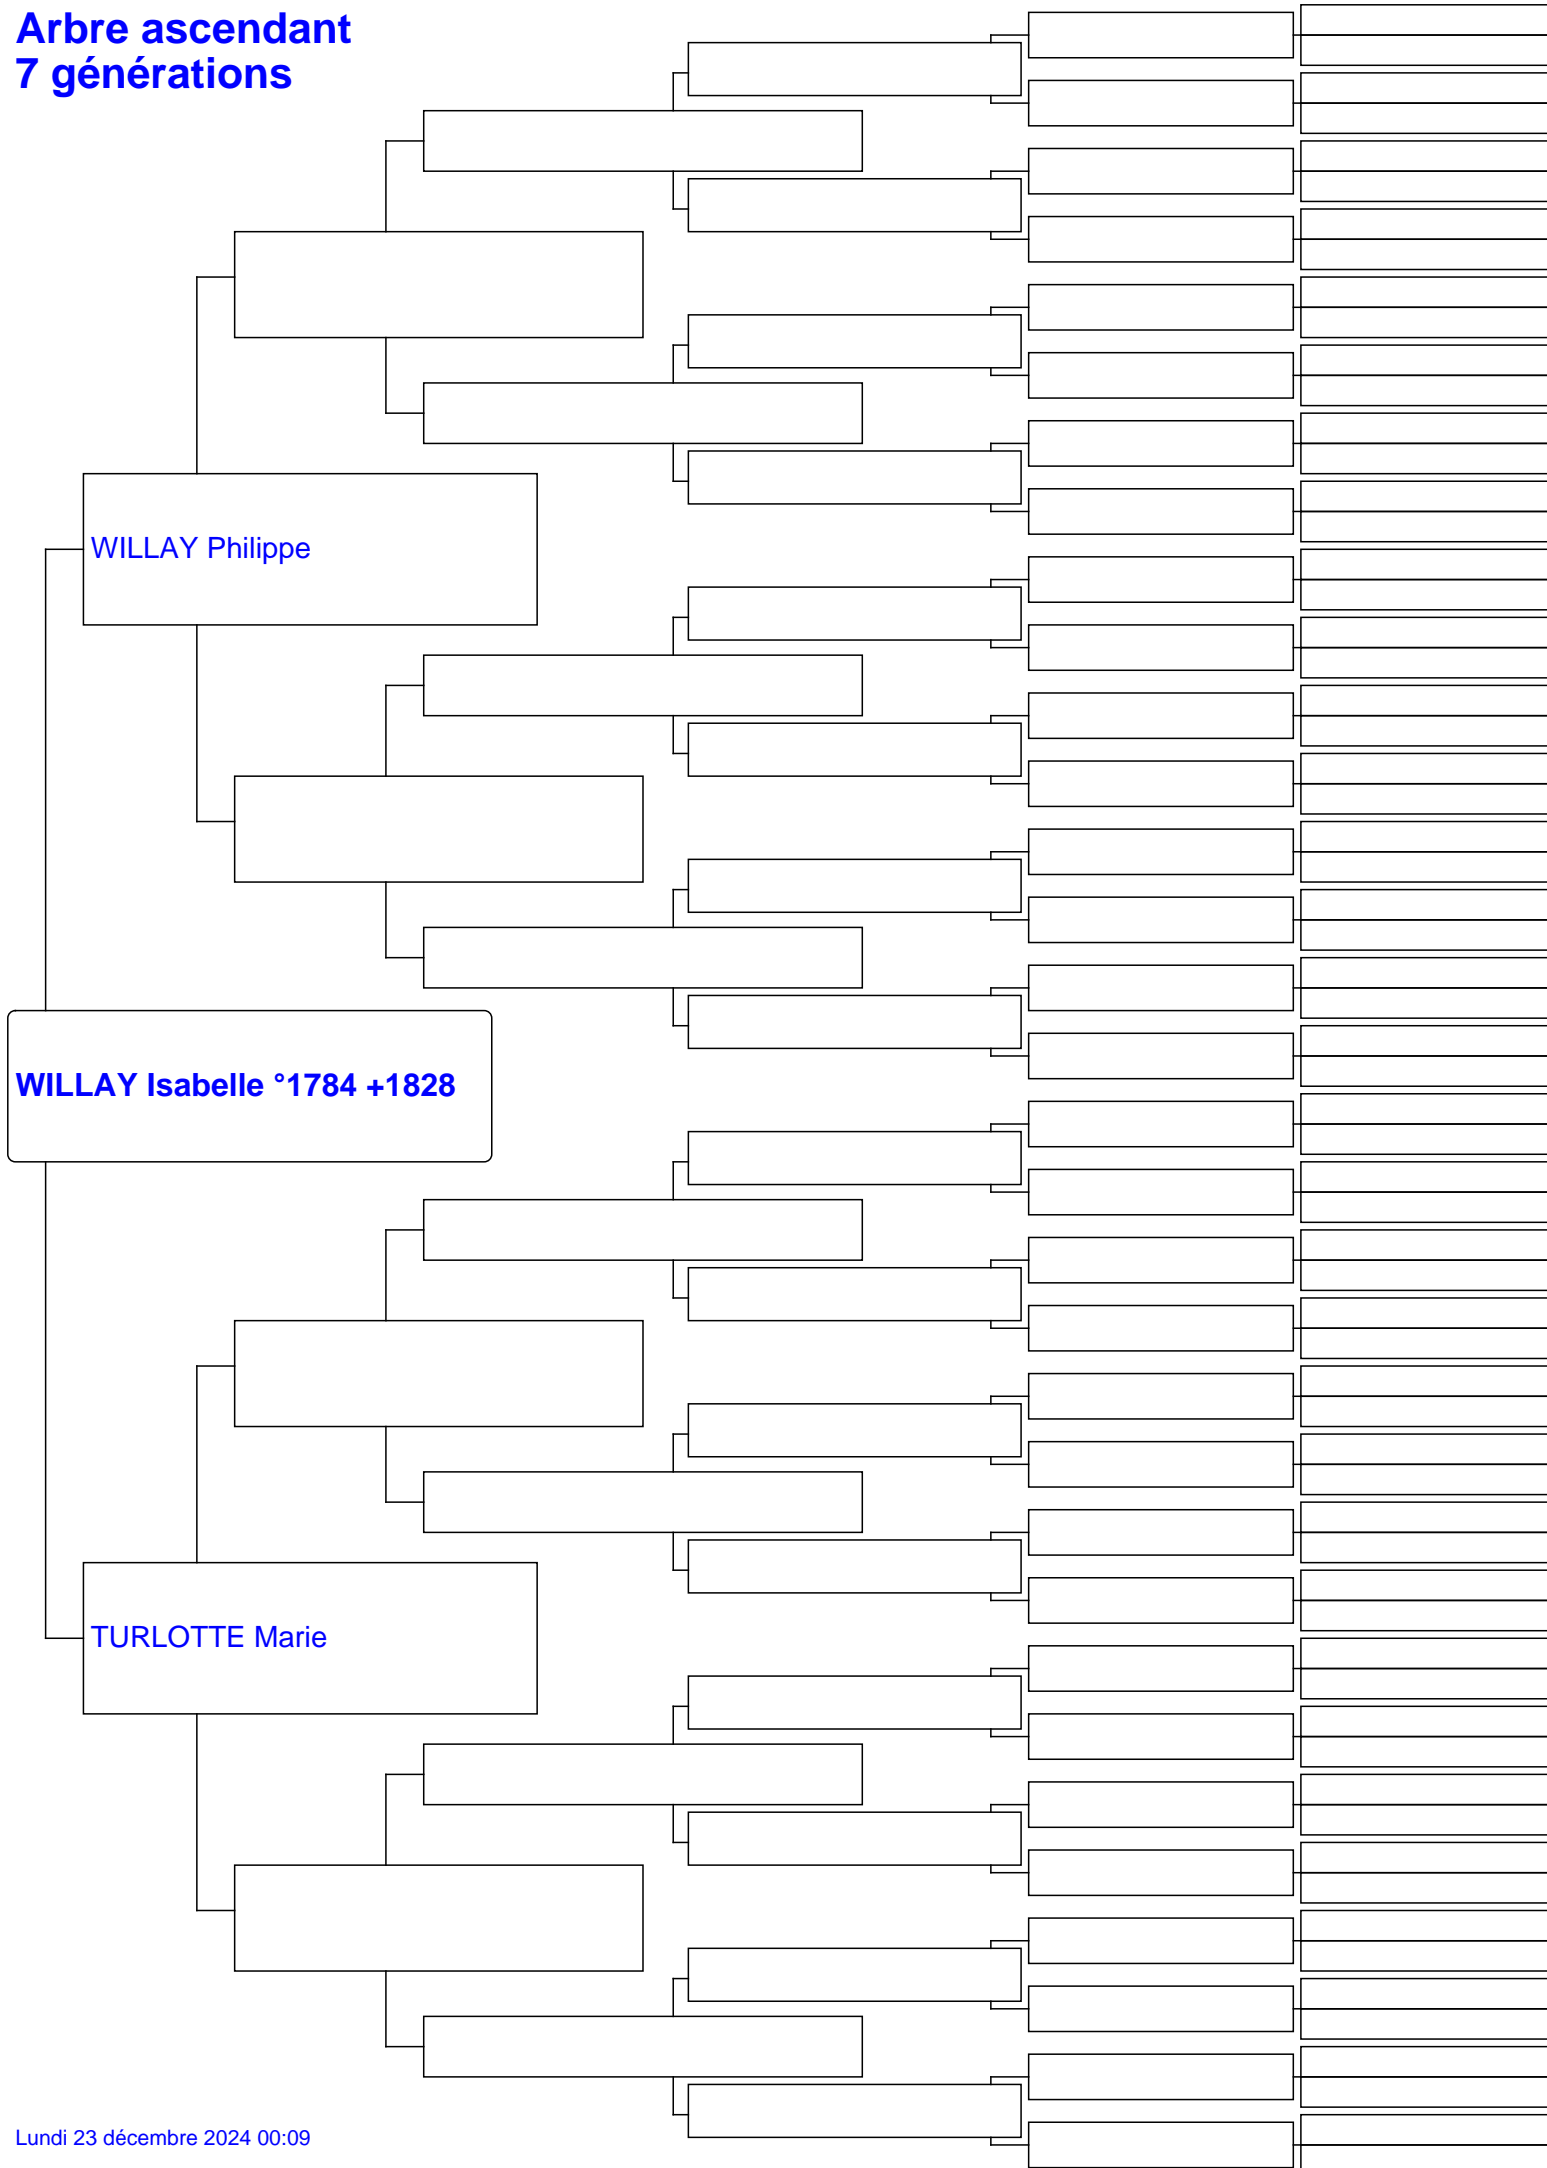 Arbre ascendant
7 générations
WILLAY Philippe
WILLAY Isabelle °1784 +1828
TURLOTTE Marie
Lundi 23 décembre 2024 00:09